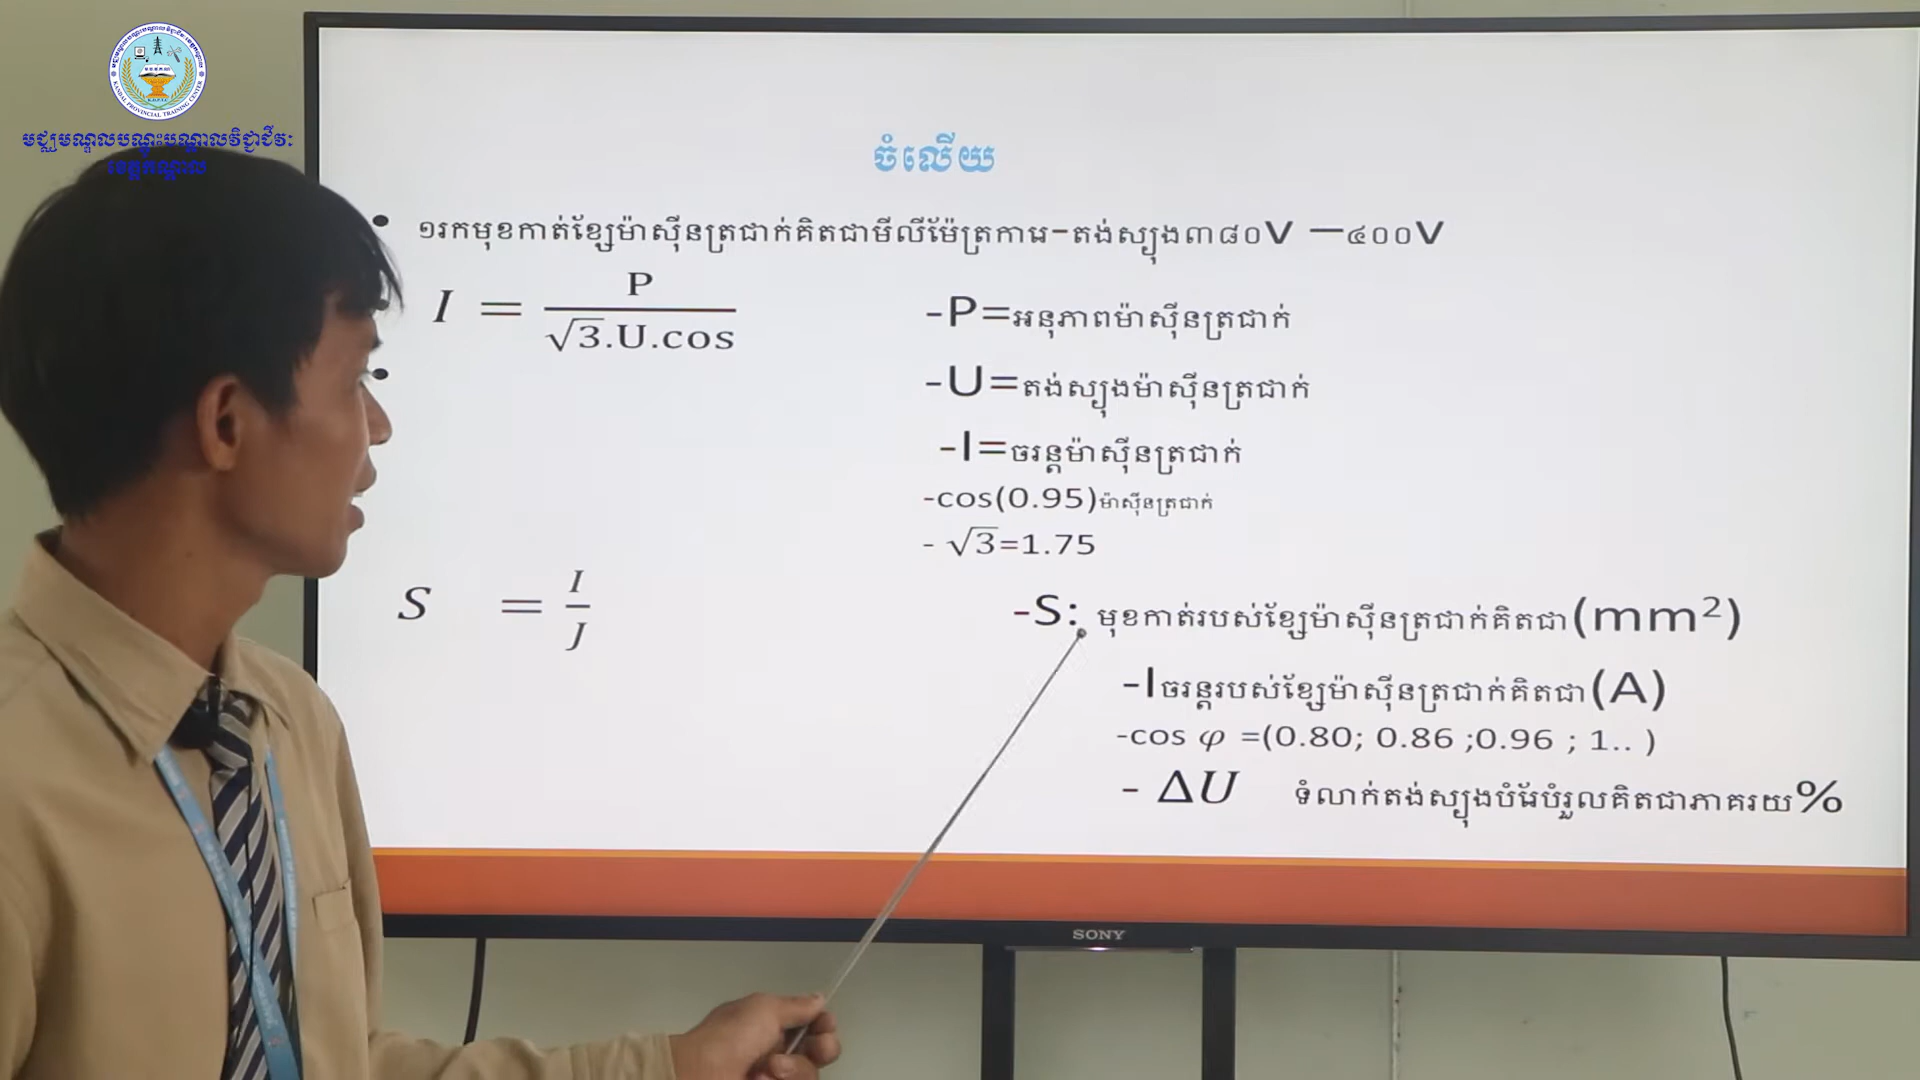 KANDAL PROVINCIAL TRAINING CENTER
មជ្ឈមណ្ឌលបណ្តុះបណ្តាលវិជ្ជាជីវៈ
ខេត្តកណ្តាល
ចំលើយ
• ១រកមុខកាត់ខ្សែម៉ាស៊ីនត្រជាក់គិតជាមីលីម៉ែត្រការេ-តង់ស្យុង៣៨០V –៤០០V
I = P / √3.U.cos
-P=អនុភាពម៉ាស៊ីនត្រជាក់
-U=តង់ស្យុងម៉ាស៊ីនត្រជាក់
-I=ចរន្តម៉ាស៊ីនត្រជាក់
-cos(0.95)ម៉ាស៊ីនត្រជាក់
- √3=1.75
S = I / J
-S: មុខកាត់របស់ខ្សែម៉ាស៊ីនត្រជាក់គិតជា(mm²)
-Iចរន្តរបស់ខ្សែម៉ាស៊ីនត្រជាក់គិតជា(A)
-cos φ =(0.80; 0.86 ;0.96 ; 1.. )
- ΔU ទំលាក់តង់ស្យុងបំរែបំរួលគិតជាភាគរយ%
SONY